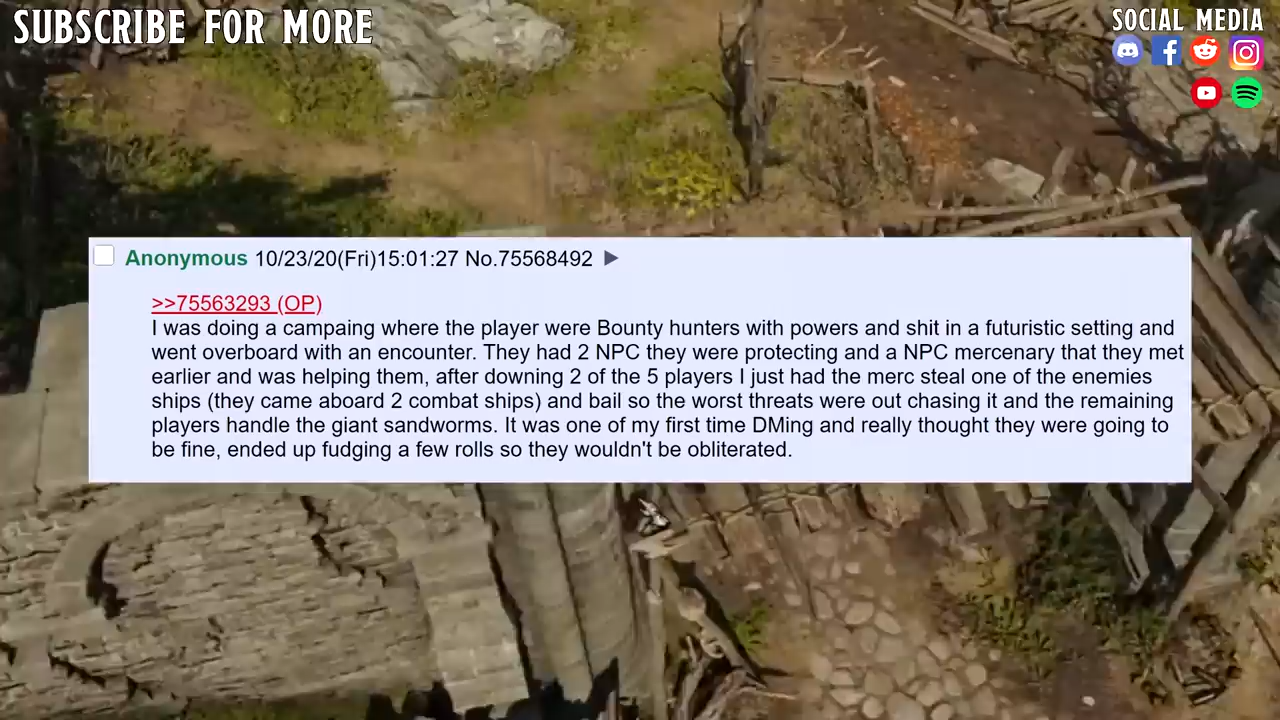 SUBSCRIBE FOR MORE
SOCIAL MEDIA
Anonymous 10/23/20(Fri)15:01:27 No.75568492 ▶
>>75563293 (OP)
I was doing a campaing where the player were Bounty hunters with powers and shit in a futuristic setting and
went overboard with an encounter. They had 2 NPC they were protecting and a NPC mercenary that they met
earlier and was helping them, after downing 2 of the 5 players I just had the merc steal one of the enemies
ships (they came aboard 2 combat ships) and bail so the worst threats were out chasing it and the remaining
players handle the giant sandworms. It was one of my first time DMing and really thought they were going to
be fine, ended up fudging a few rolls so they wouldn't be obliterated.